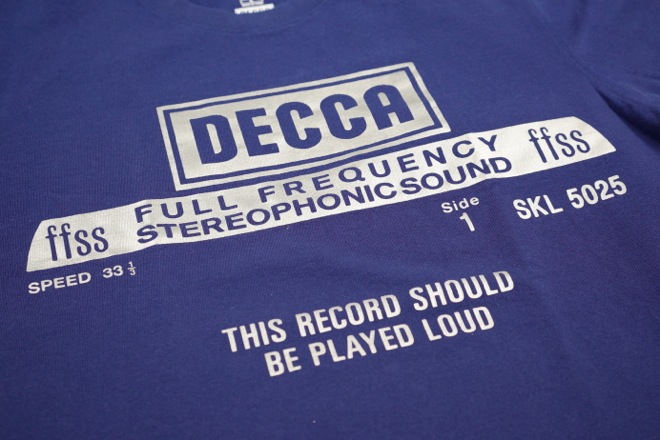 DECCA
ffss FULL FREQUENCY ffss
STEREOPHONIC SOUND
SPEED 33 1/3
Side
1
SKL 5025
THIS RECORD SHOULD
BE PLAYED LOUD